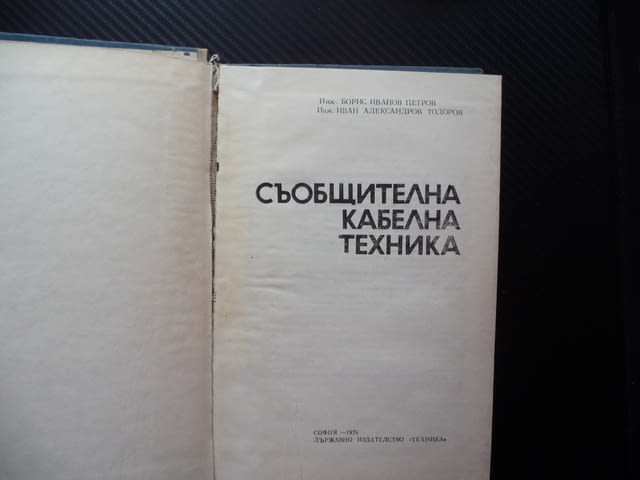 Инж. БОРИС ИВАНОВ ПЕТРОВ
Инж. ИВАН АЛЕКСАНДРОВ ТОДОРОВ
СЪОБЩИТЕЛНА
КАБЕЛНА
ТЕХНИКА
СОФИЯ — 1976
ДЪРЖАВНО ИЗДАТЕЛСТВО «ТЕХНИКА»